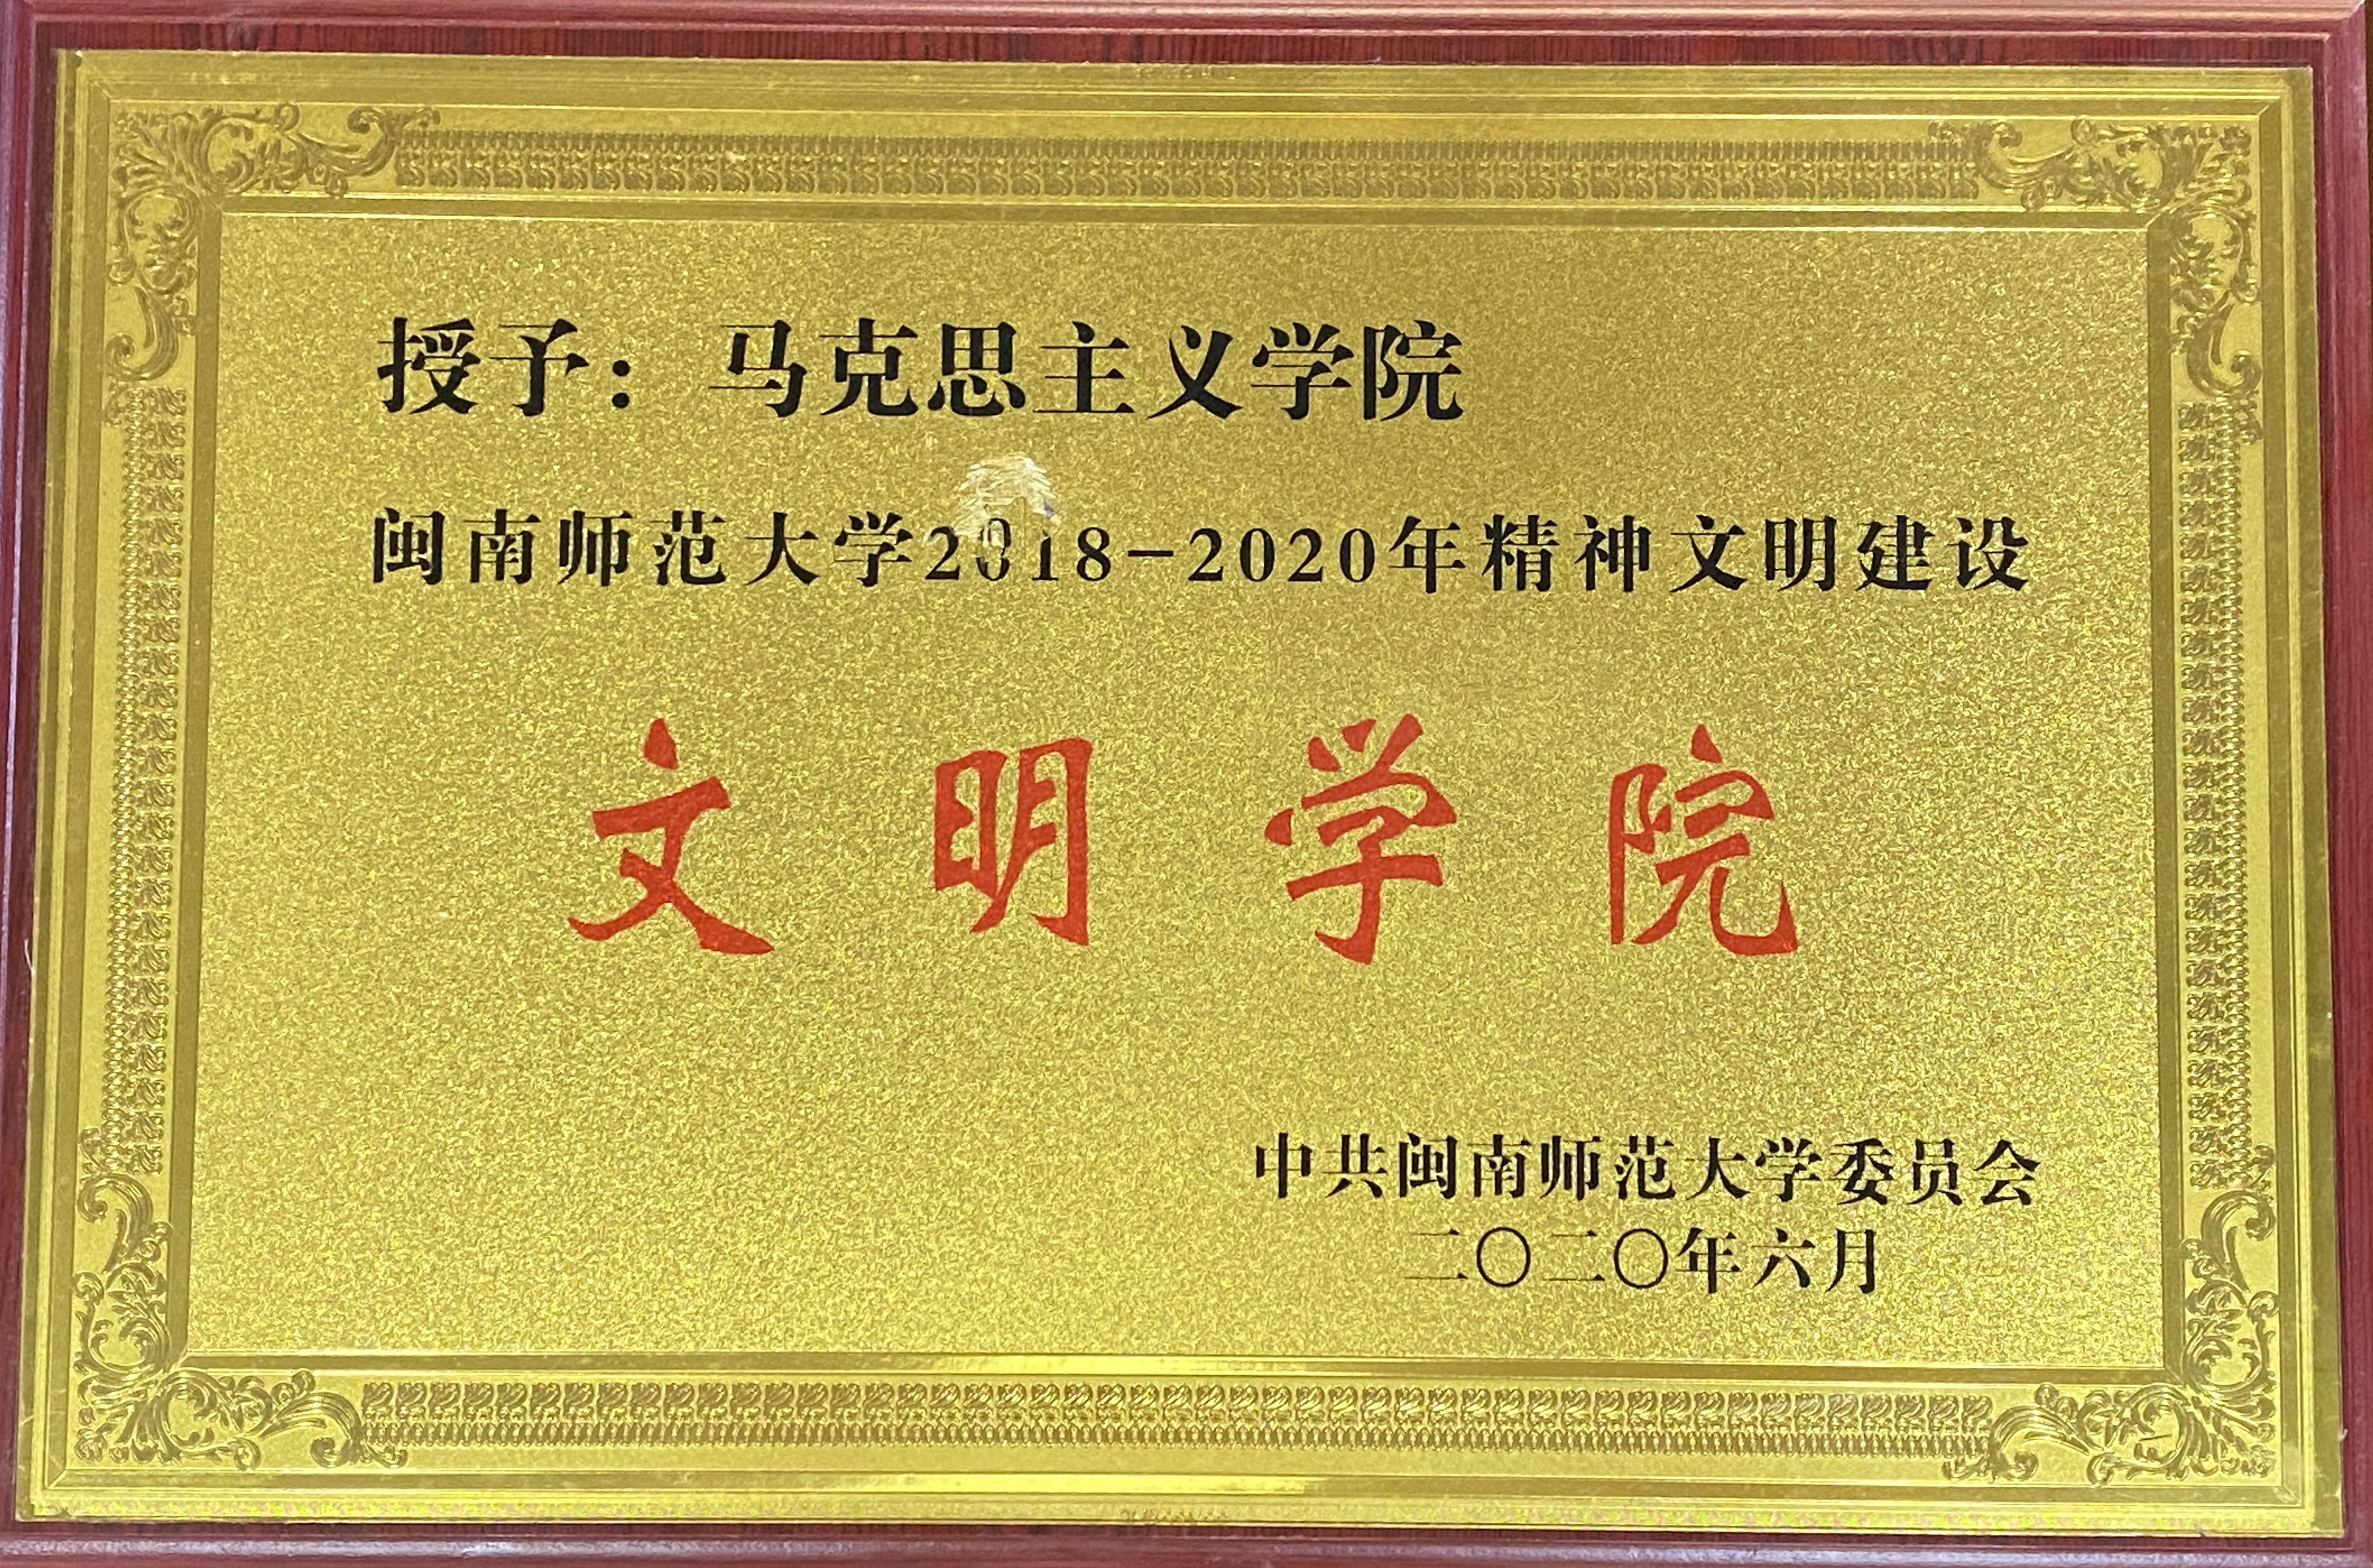 授予：马克思主义学院
闽南师范大学2018-2020年精神文明建设
文明学院
中共闽南师范大学委员会
二〇二〇年六月